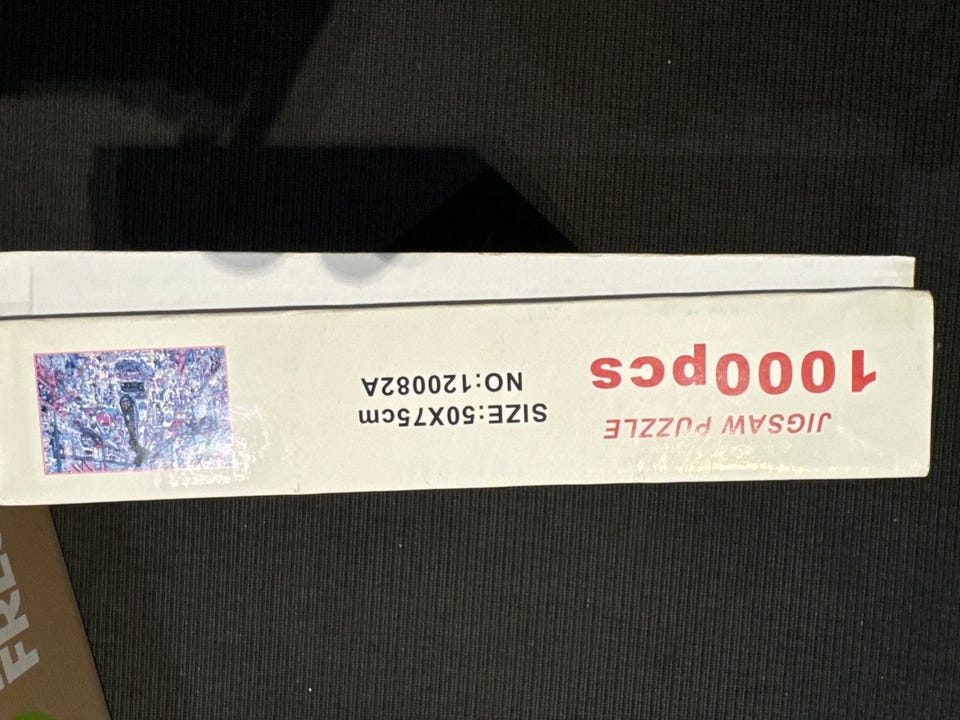 JIGSAW PUZZLE
1000pcs
SIZE:50X75cm
NO:120082A